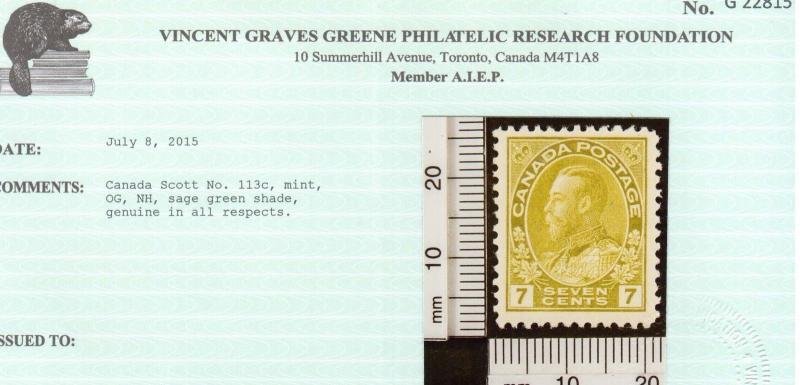 No. G 22815
VINCENT GRAVES GREENE PHILATELIC RESEARCH FOUNDATION
10 Summerhill Avenue, Toronto, Canada M4T1A8
Member A.I.E.P.
DATE: July 8, 2015
COMMENTS: Canada Scott No. 113c, mint,
OG, NH, sage green shade,
genuine in all respects.
CANADA POSTAGE
7 SEVEN CENTS 7
20
10
mm
ISSUED TO:
mm 10 20